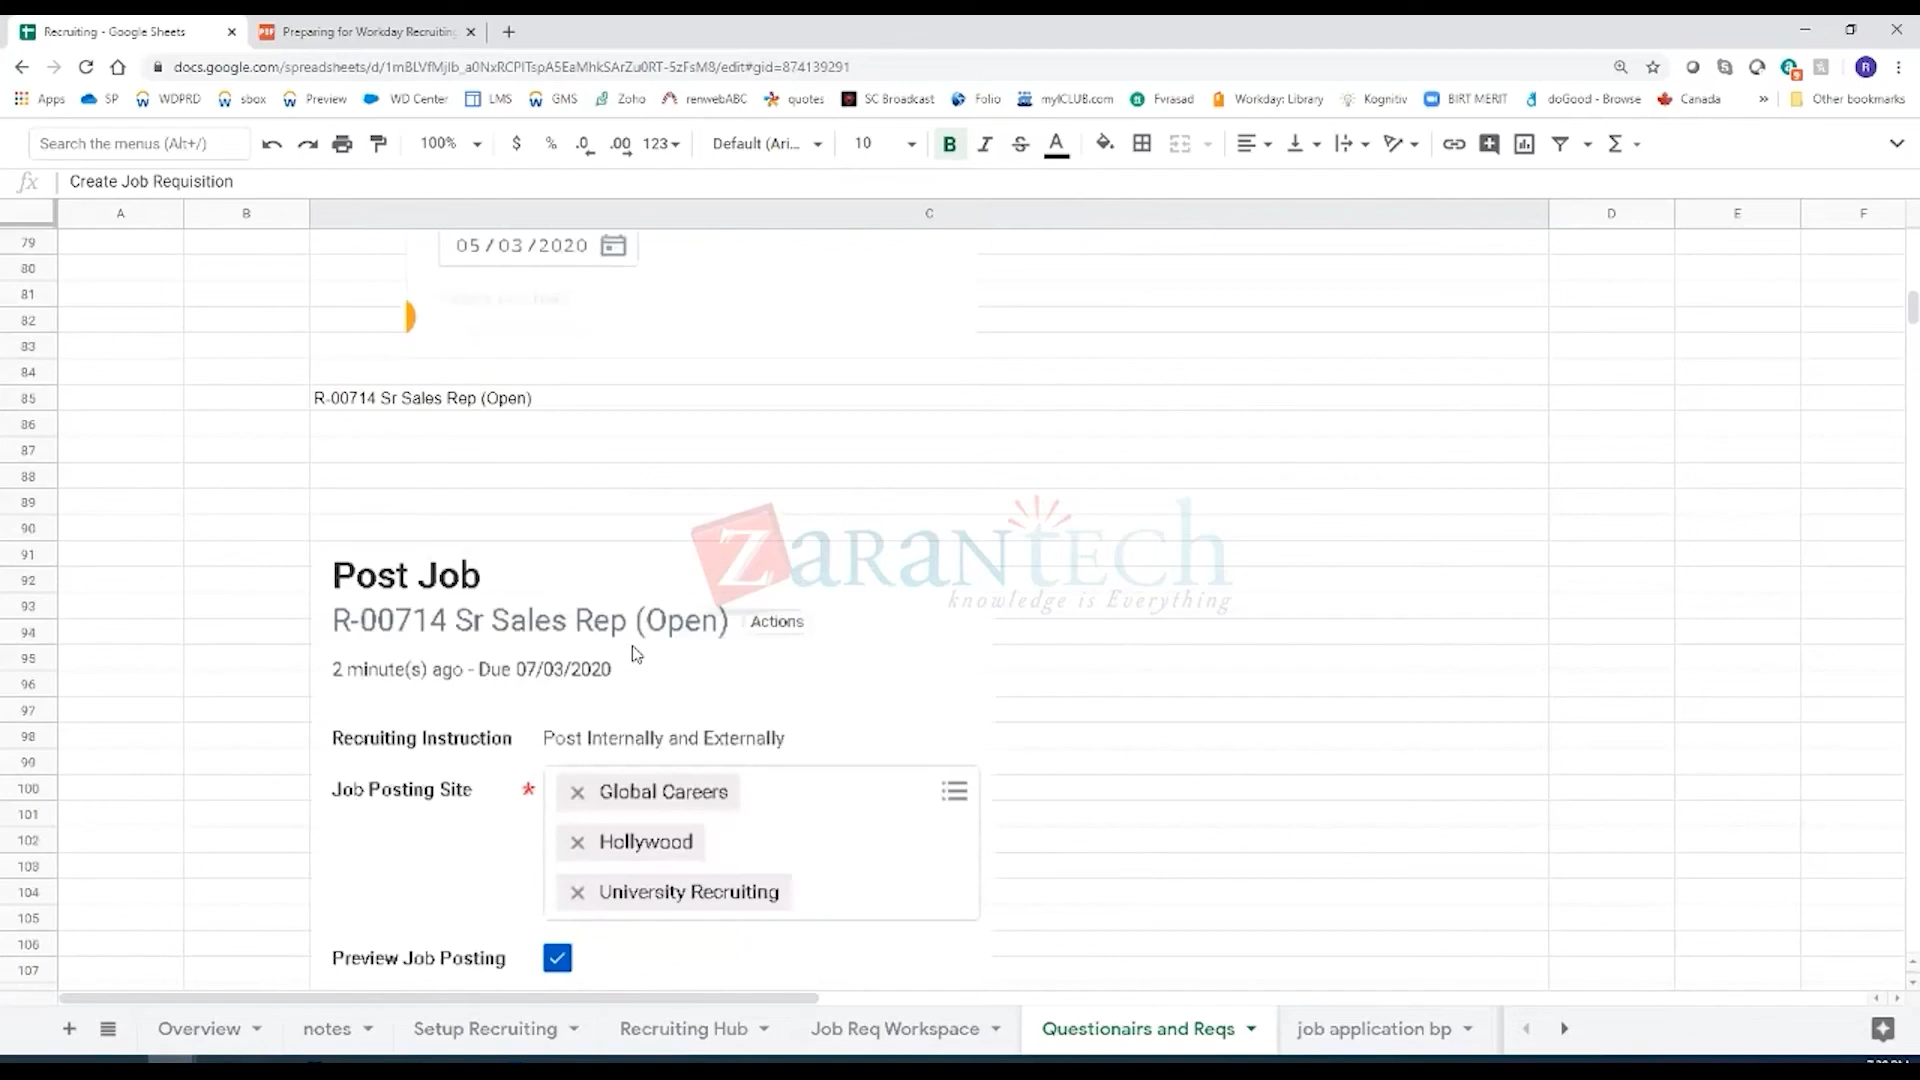 Recruiting - Google Sheets
Preparing for Workday Recruiting
docs.google.com/spreadsheets/d/1mBLVfMjIb_a0NxRCPITspA5EaMhkSArZu0RT-5zFsM8/edit#gid=874139291
R
Apps SP WDPRD sbox Preview WD Center LMS GMS Zoho renwebABC quotes SC Broadcast Folio myICLUB.com Fvrasad Workday: Library Kognitiv BIRT MERIT doGood - Browse Canada » Other bookmarks
Search the menus (Alt+/) 100% $ % .0 .00 123 Default (Ari... 10 B I S A Σ
fx Create Job Requisition
A B C D E F
79
05/03/2020
80
81
82
83
84
85 R-00714 Sr Sales Rep (Open)
86
87
88
89
90
ZARANTECH
knowledge is Everything
91
92 Post Job
93
94 R-00714 Sr Sales Rep (Open) Actions
95
2 minute(s) ago - Due 07/03/2020
96
97
98 Recruiting Instruction Post Internally and Externally
99
100 Job Posting Site * Global Careers
101
102 Hollywood
103
104 University Recruiting
105
106
Preview Job Posting
107
Overview notes Setup Recruiting Recruiting Hub Job Req Workspace Questionairs and Reqs job application bp